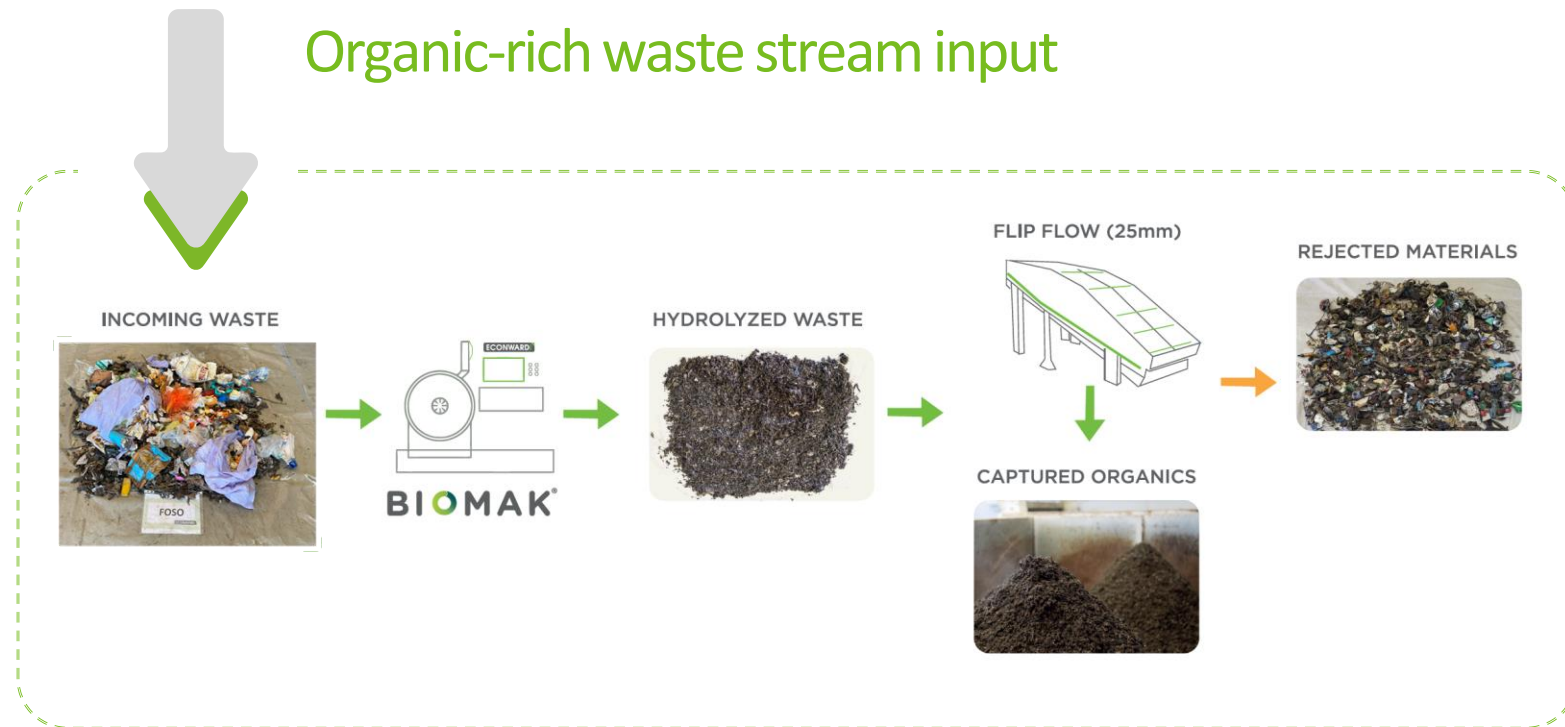 Organic-rich waste stream input
INCOMING WASTE
FOSO
ECONWARD
BIOMAK®
HYDROLYZED WASTE
FLIP FLOW (25mm)
CAPTURED ORGANICS
REJECTED MATERIALS